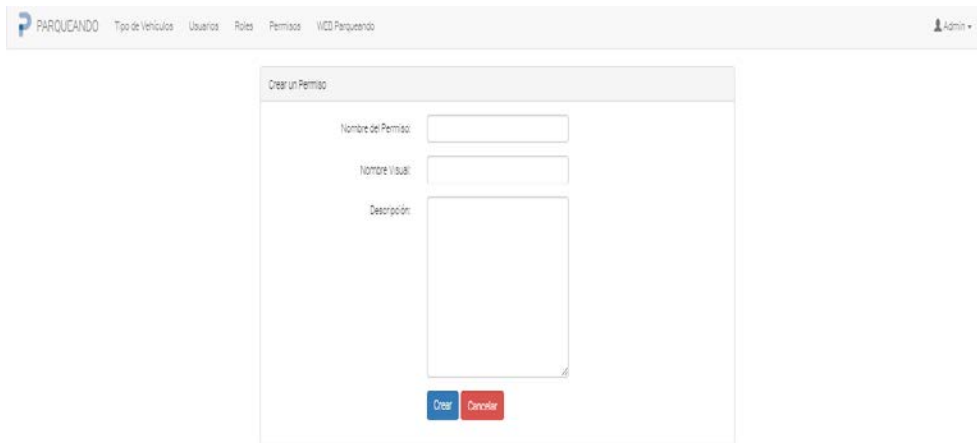 PARQUEANDO Tipo de Vehículos Usuarios Roles Permisos WEB Parqueando Admin
Crear un Permiso
Nombre del Permiso:
Nombre Visual:
Descripción:
Crear Cancelar